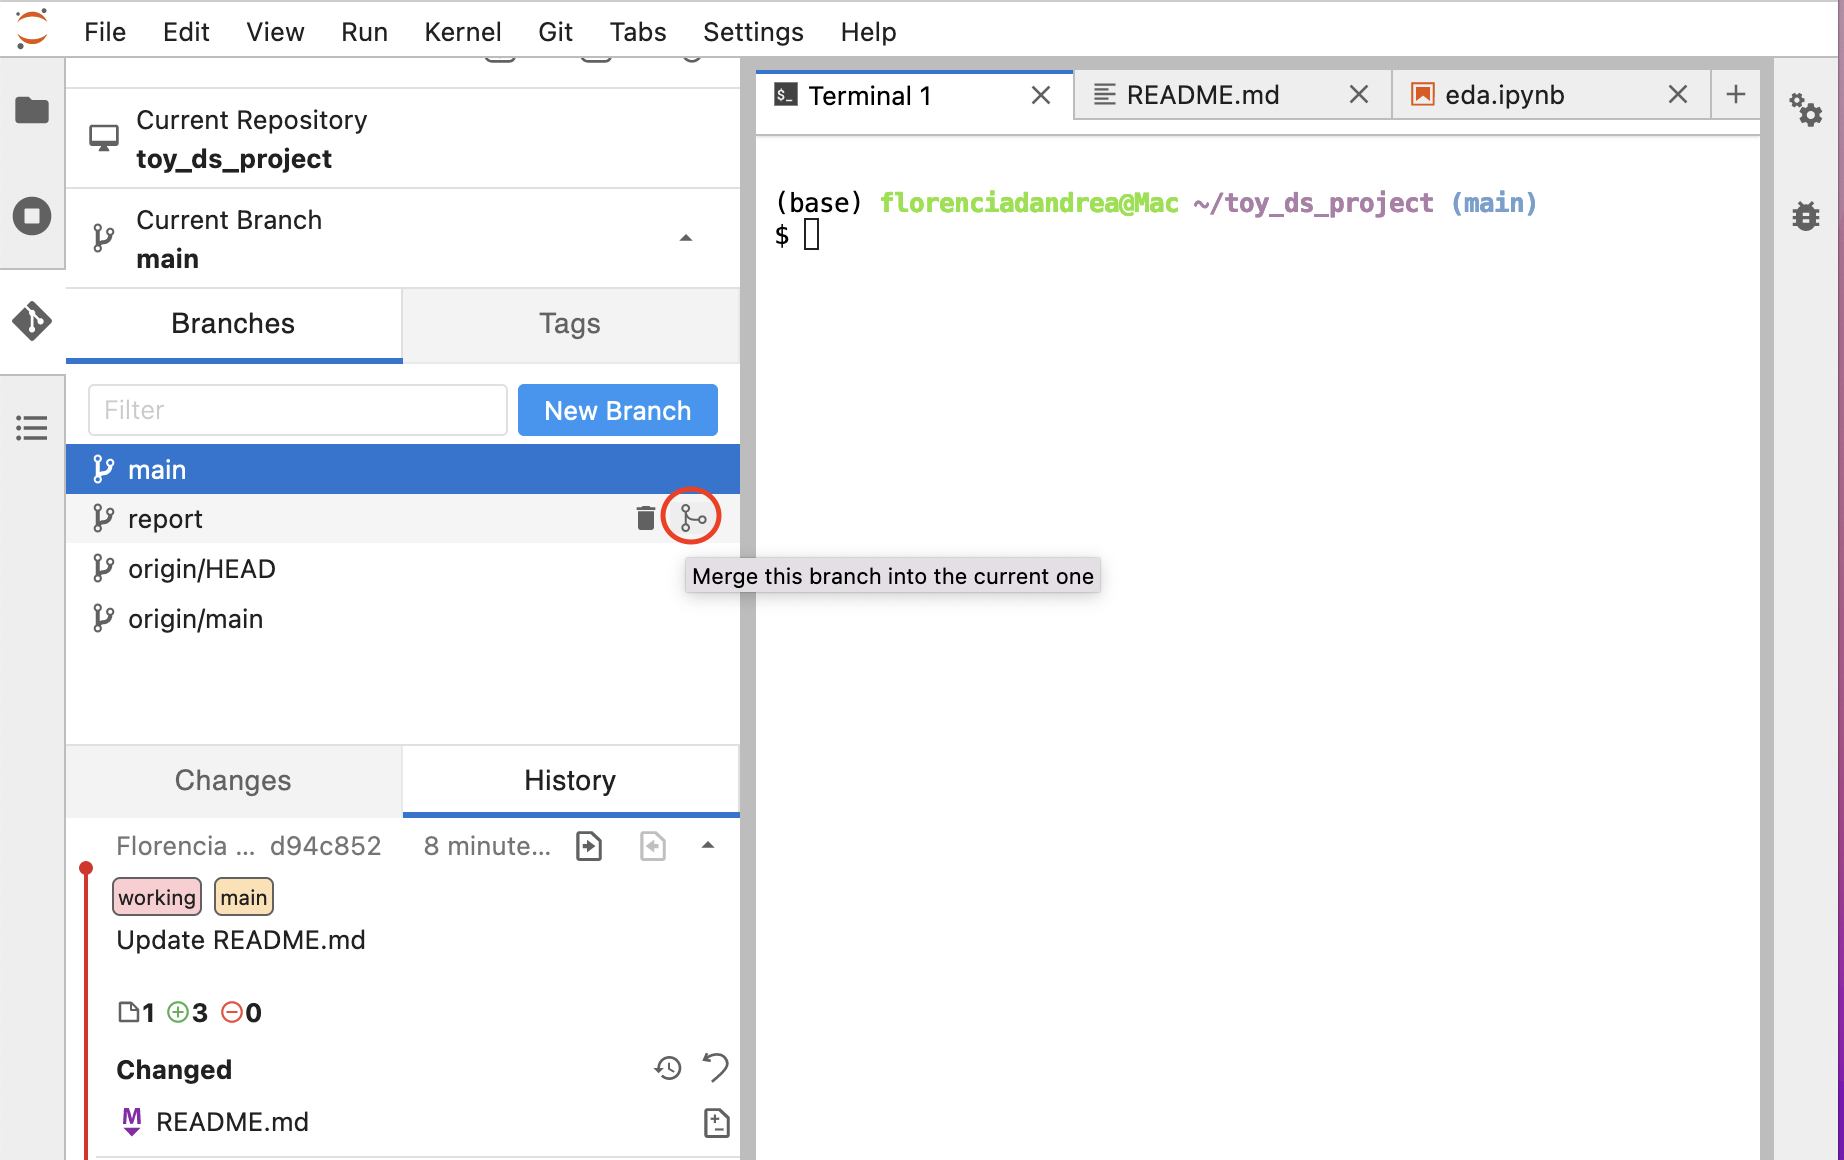 File Edit View Run Kernel Git Tabs Settings Help
Current Repository
toy_ds_project
Current Branch
main
Branches Tags
Filter New Branch
main
report
Merge this branch into the current one
origin/HEAD
origin/main
Changes History
Florencia ... d94c852 8 minute...
working main
Update README.md
1 3 0
Changed
M README.md
$_ Terminal 1 README.md eda.ipynb
(base) florenciadandrea@Mac ~/toy_ds_project (main)
$